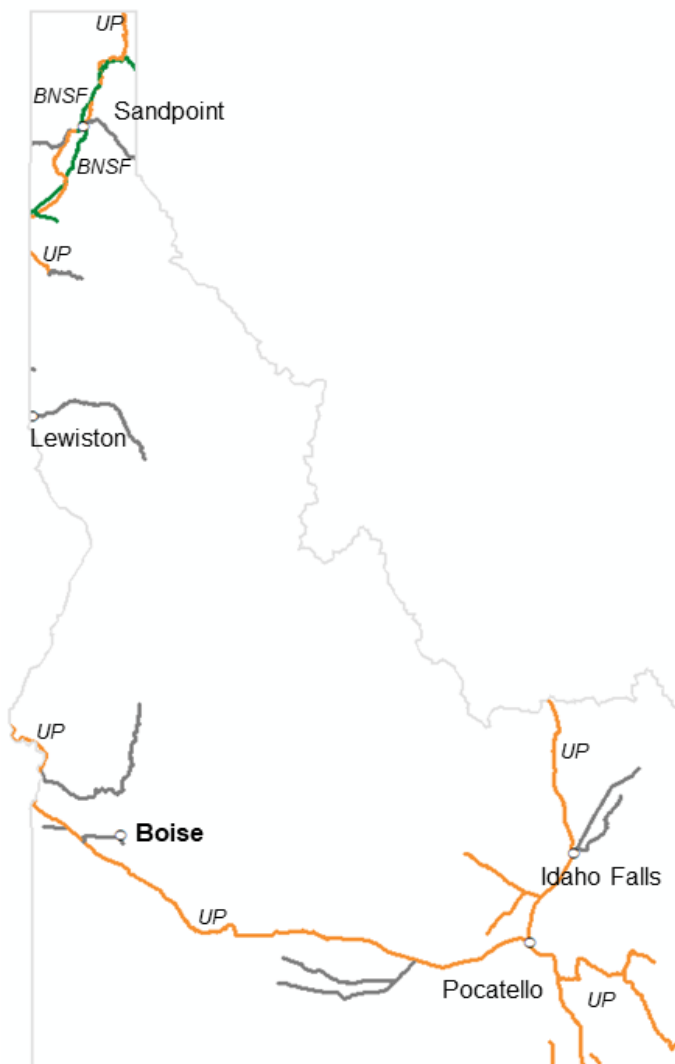 UP
BNSF
Sandpoint
BNSF
UP
Lewiston
UP
UP
Boise
Idaho Falls
UP
Pocatello
UP